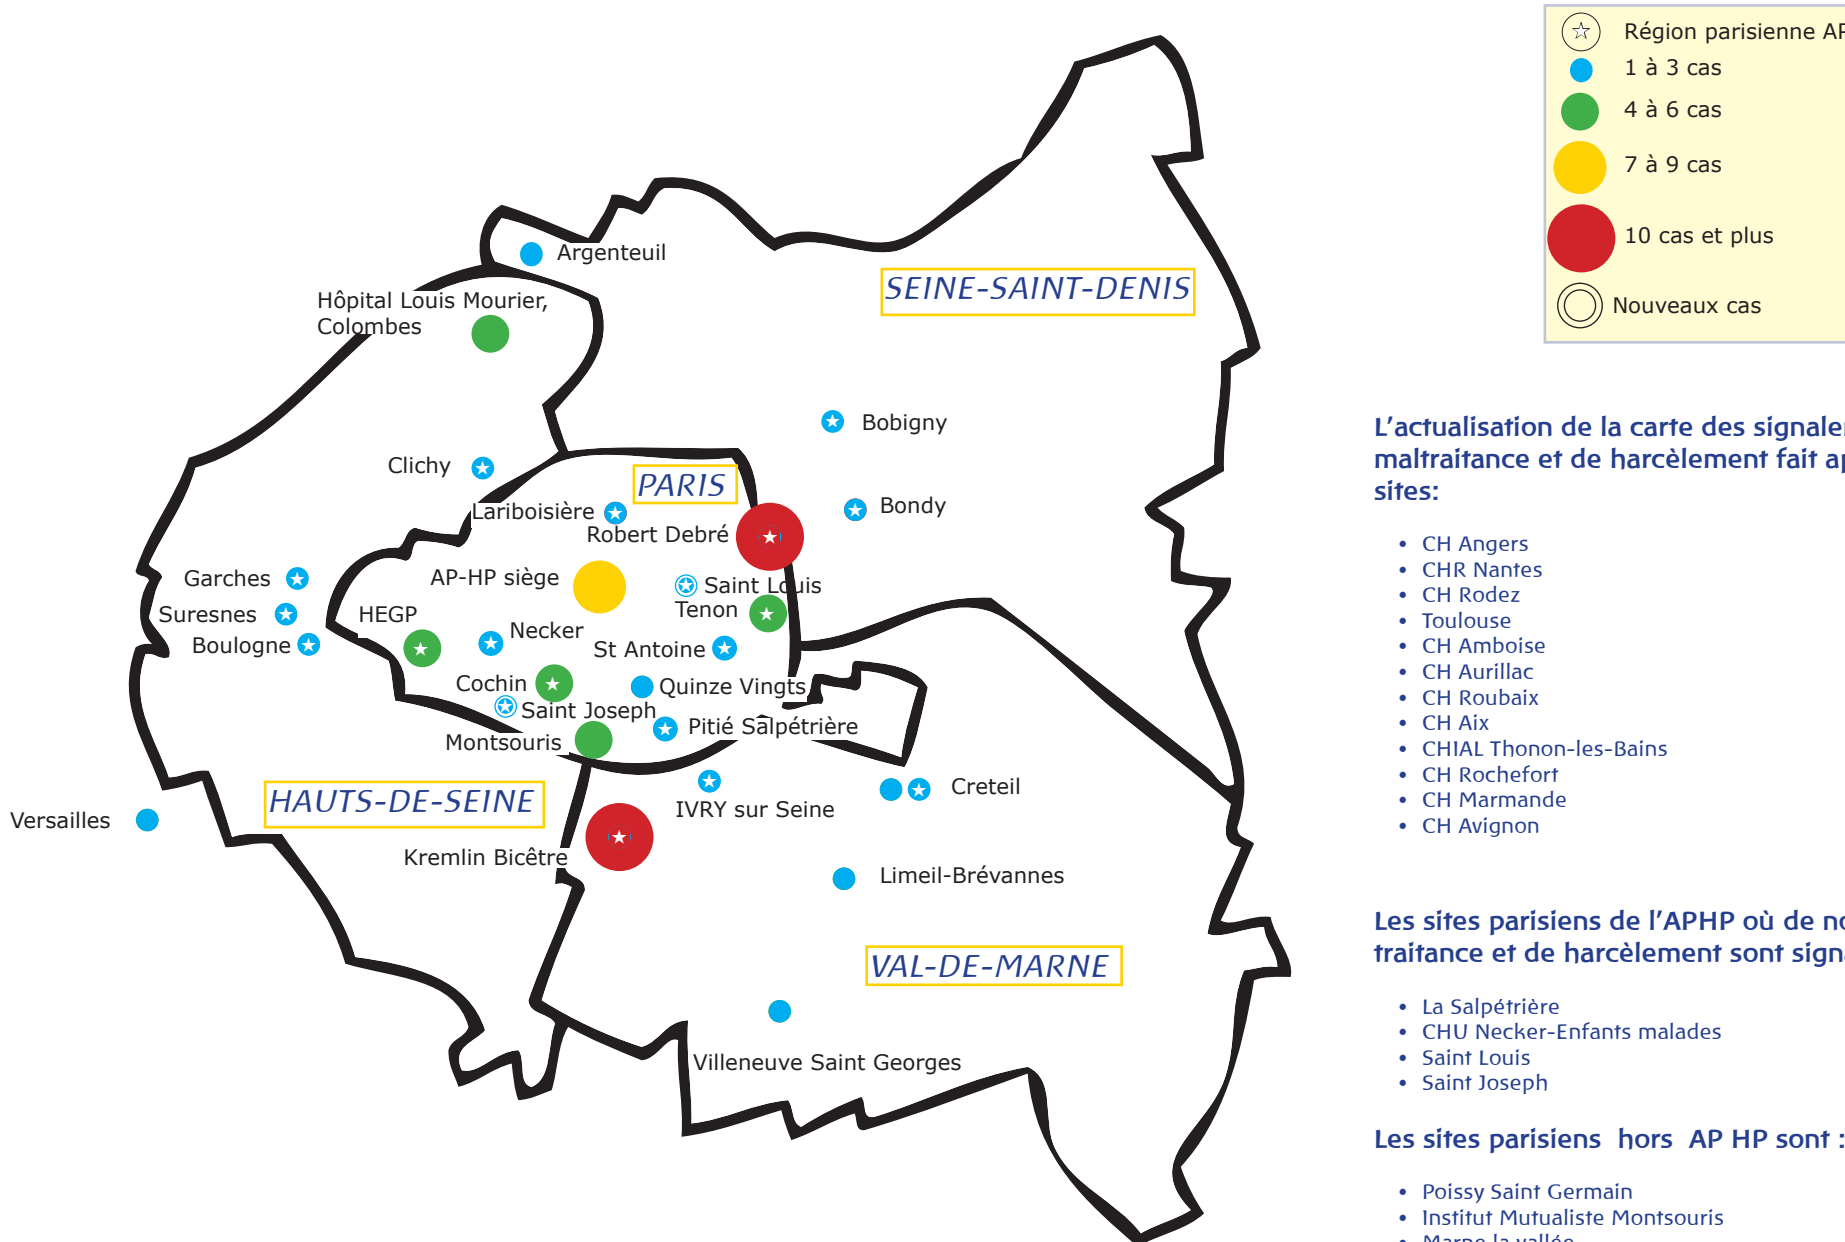 Région parisienne AP
1 à 3 cas
4 à 6 cas
7 à 9 cas
10 cas et plus
Nouveaux cas
Argenteuil
SEINE-SAINT-DENIS
Hôpital Louis Mourier,
Colombes
Bobigny
Clichy
PARIS
Lariboisière
Bondy
Robert Debré
Garches
AP-HP siège
Saint Louis
Suresnes
HEGP
Tenon
Boulogne
Necker
St Antoine
Cochin
Quinze Vingts
Saint Joseph
Pitié Salpétrière
Montsouris
HAUTS-DE-SEINE
IVRY sur Seine
Creteil
Versailles
Kremlin Bicêtre
Limeil-Brévannes
VAL-DE-MARNE
Villeneuve Saint Georges
L'actualisation de la carte des signale
maltraitance et de harcèlement fait ap
sites:
• CH Angers
• CHR Nantes
• CH Rodez
• Toulouse
• CH Amboise
• CH Aurillac
• CH Roubaix
• CH Aix
• CHIAL Thonon-les-Bains
• CH Rochefort
• CH Marmande
• CH Avignon
Les sites parisiens de l'APHP où de no
traitance et de harcèlement sont sign
• La Salpétrière
• CHU Necker-Enfants malades
• Saint Louis
• Saint Joseph
Les sites parisiens hors AP HP sont :
• Poissy Saint Germain
• Institut Mutualiste Montsouris
• Marne la vallée